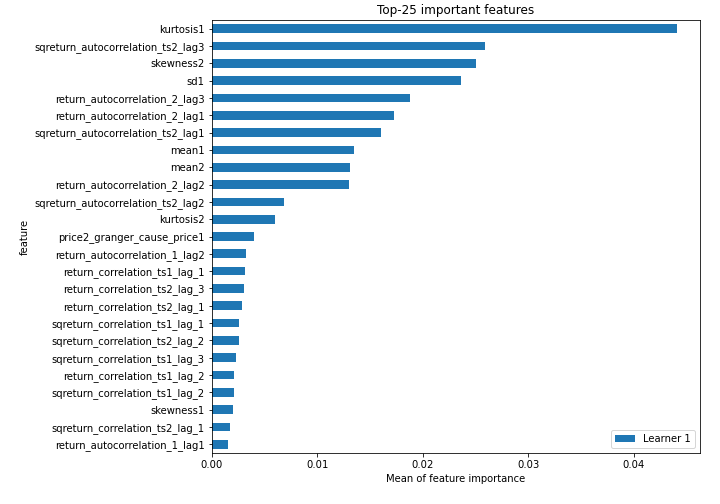 Top-25 important features
kurtosis1
sqreturn_autocorrelation_ts2_lag3
skewness2
sd1
return_autocorrelation_2_lag3
return_autocorrelation_2_lag1
sqreturn_autocorrelation_ts2_lag1
mean1
mean2
return_autocorrelation_2_lag2
sqreturn_autocorrelation_ts2_lag2
kurtosis2
price2_granger_cause_price1
return_autocorrelation_1_lag2
return_correlation_ts1_lag_1
return_correlation_ts2_lag_3
return_correlation_ts2_lag_1
sqreturn_correlation_ts1_lag_1
sqreturn_correlation_ts2_lag_2
sqreturn_correlation_ts1_lag_3
return_correlation_ts1_lag_2
sqreturn_correlation_ts1_lag_2
skewness1
sqreturn_correlation_ts2_lag_1
return_autocorrelation_1_lag1
feature
Learner 1
0.00 0.01 0.02 0.03 0.04
Mean of feature importance